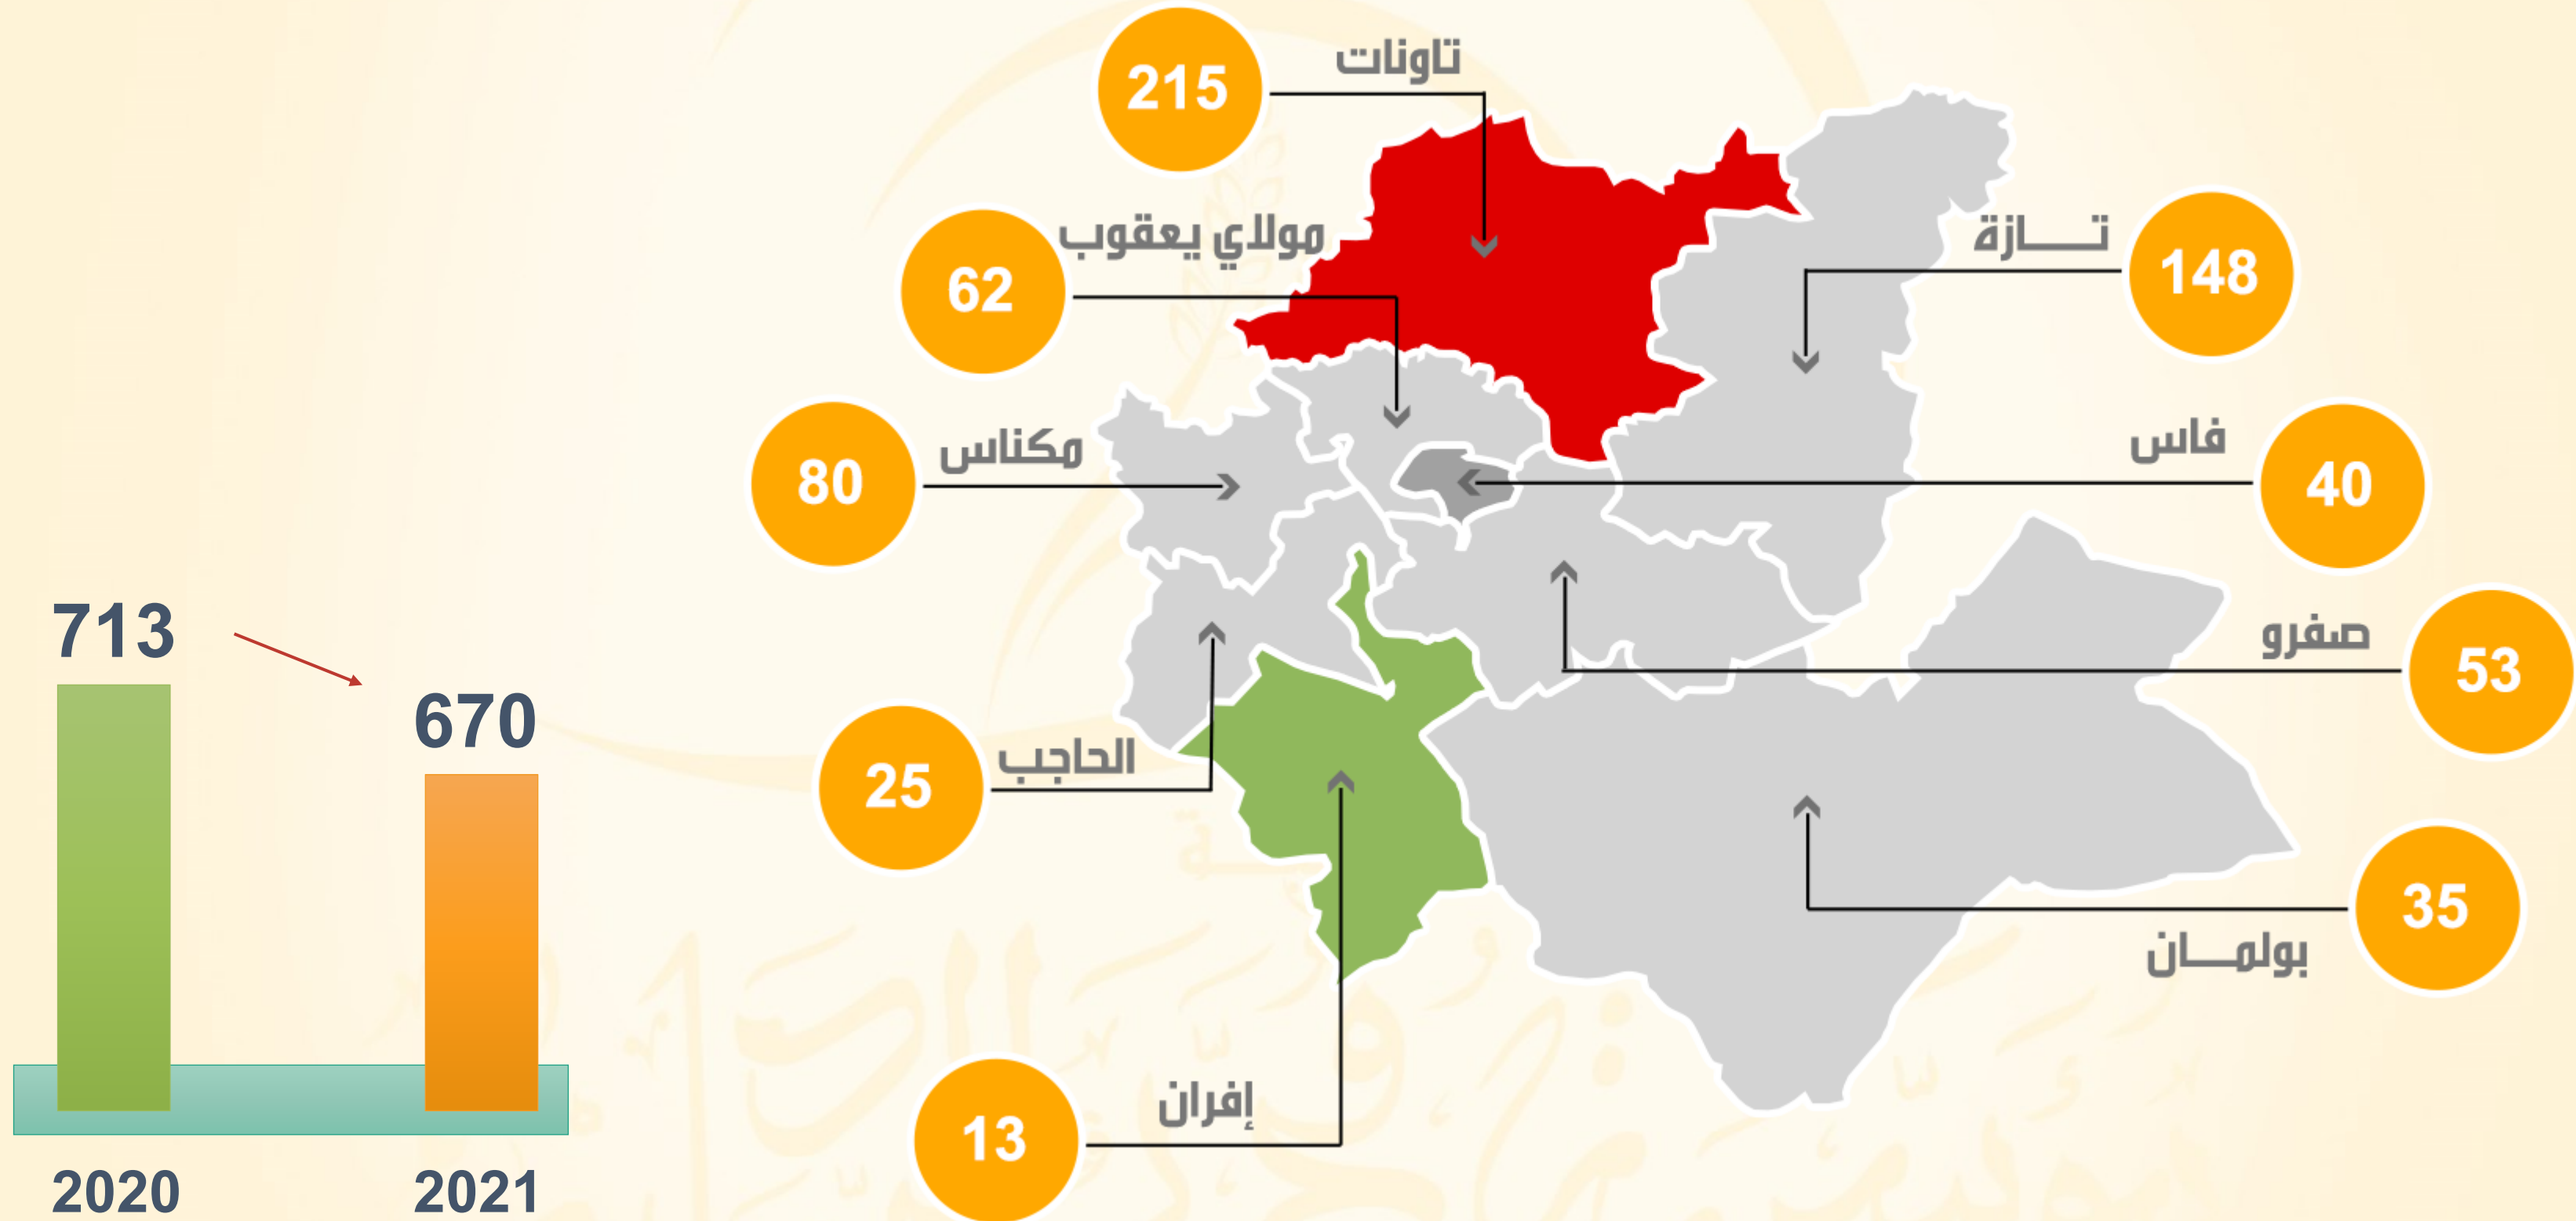 تاونات
215
مولاي يعقوب
62
تـــازة
148
مكناس
80
فاس
40
صفرو
53
الحاجب
25
بولمـــان
35
إفران
13
713
670
2020
2021